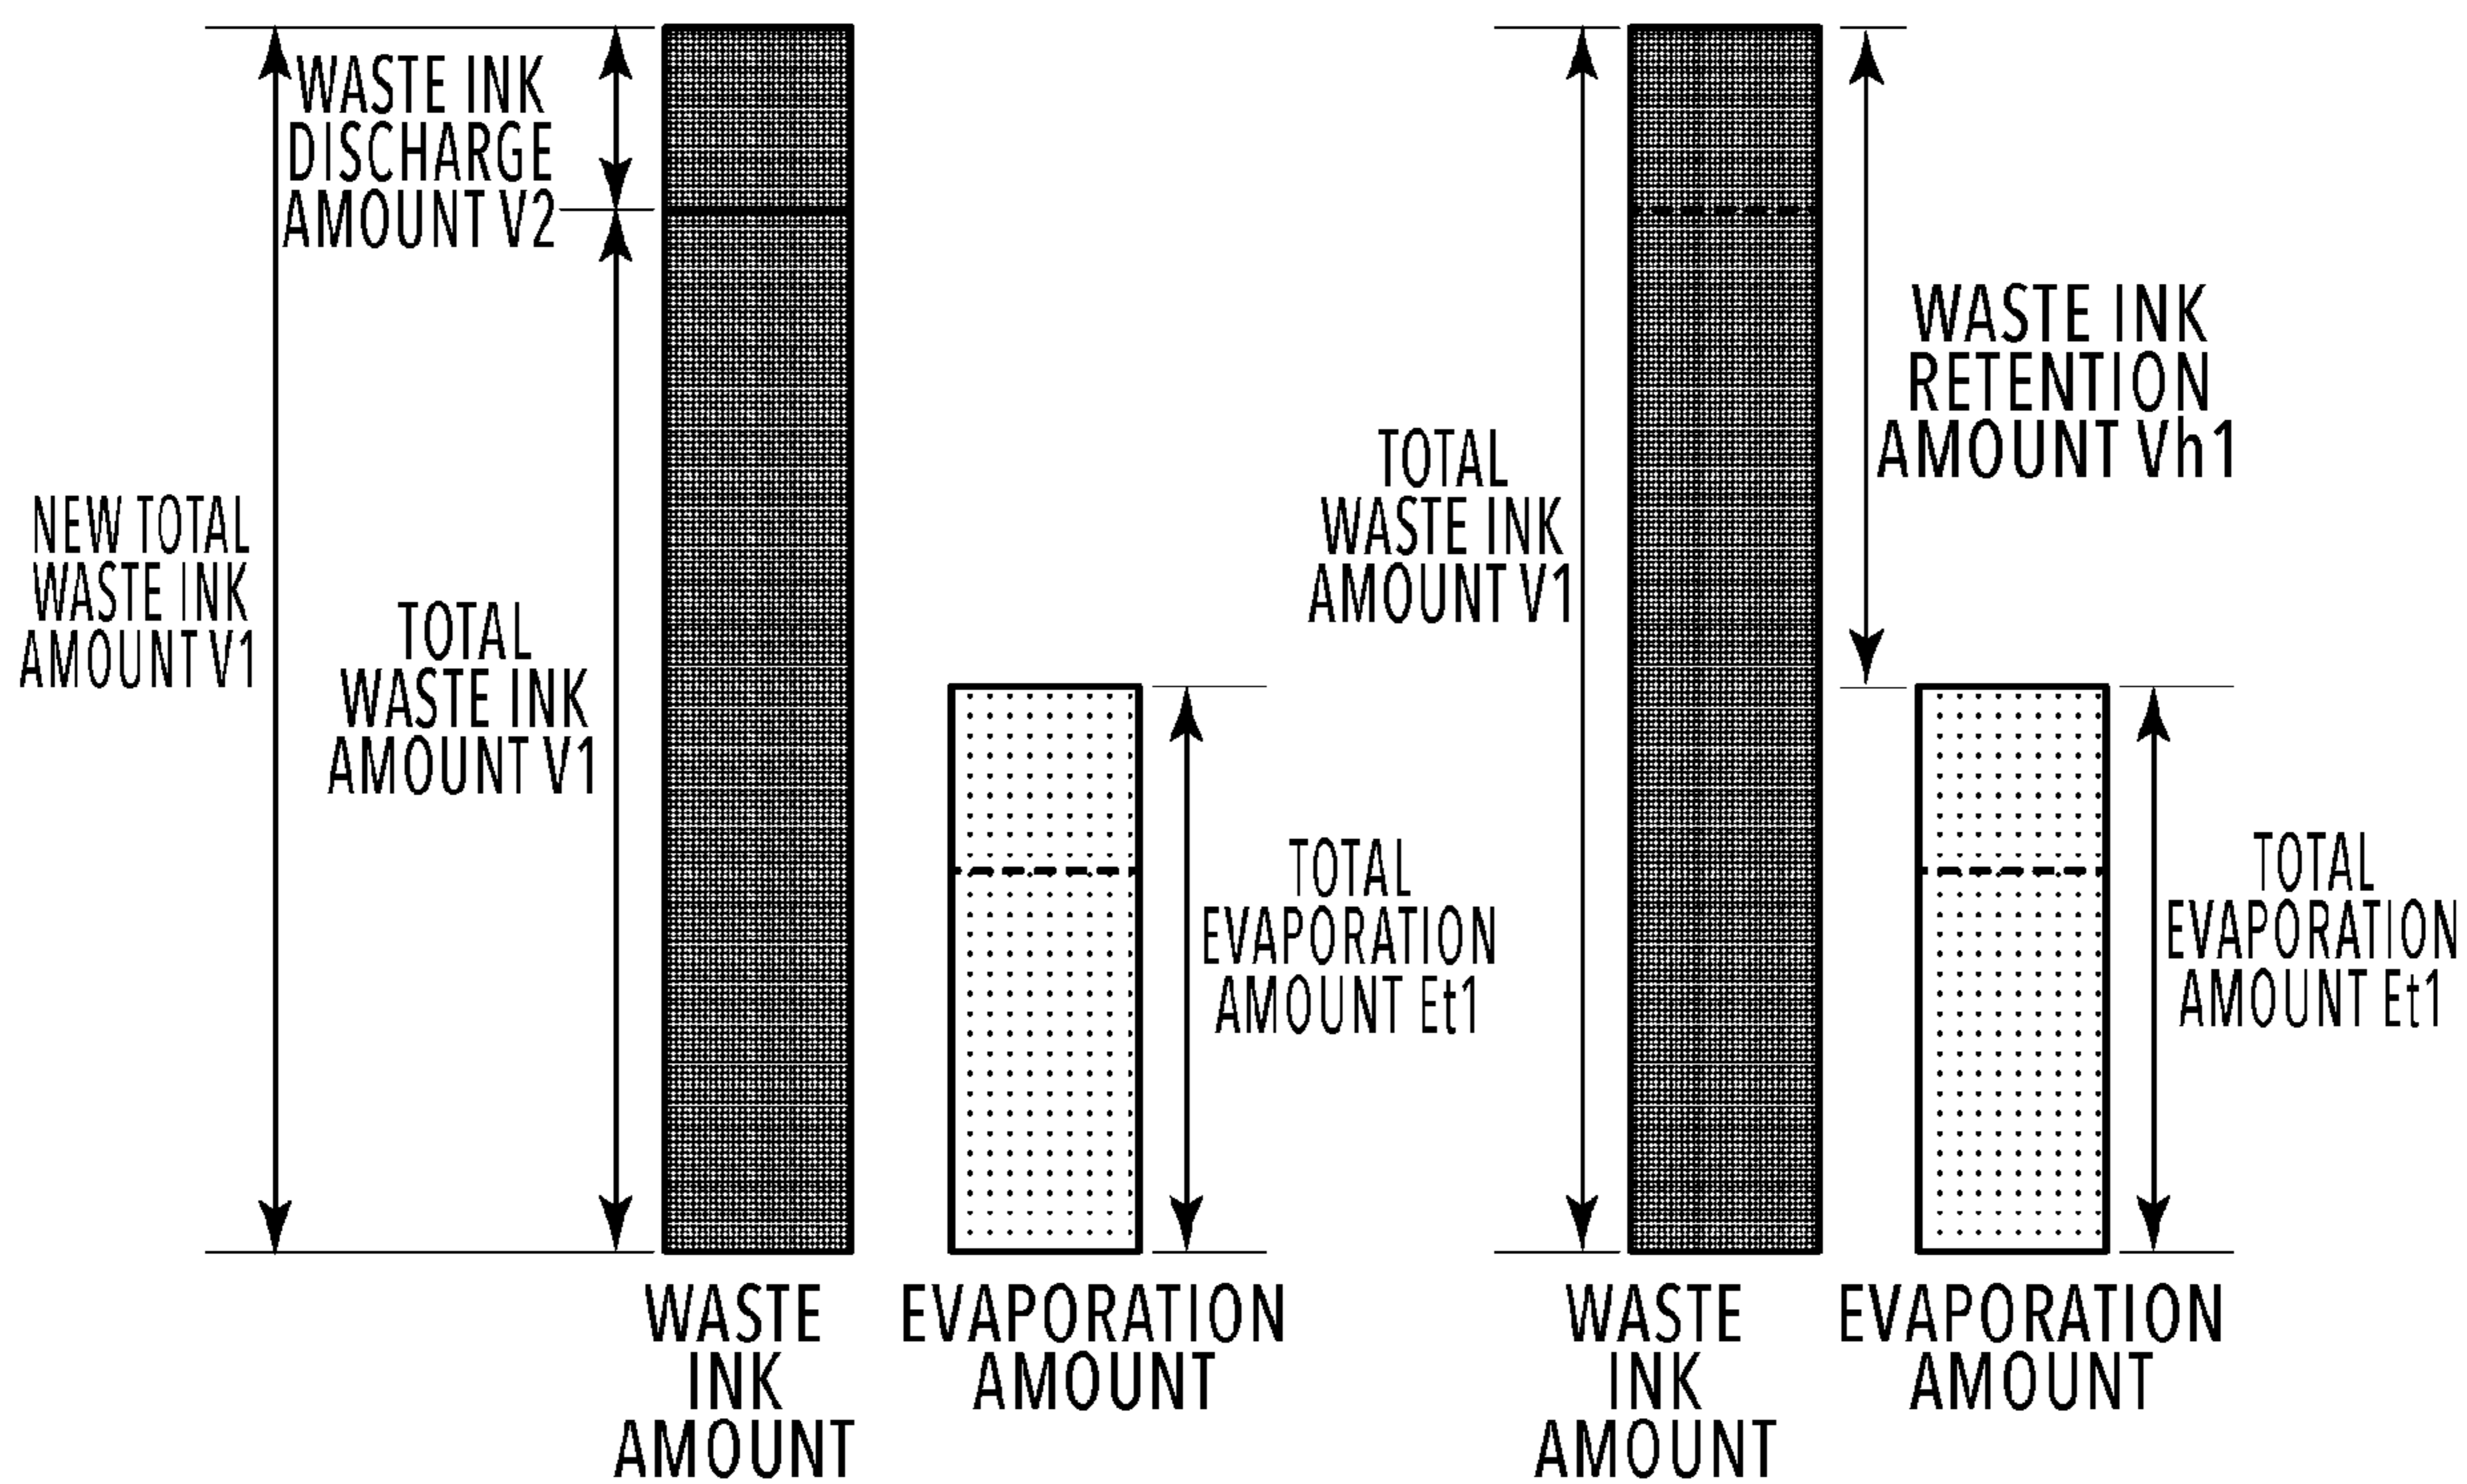 WASTE INK
DISCHARGE
AMOUNT V2
NEW TOTAL
WASTE INK
AMOUNT V1
TOTAL
WASTE INK
AMOUNT V1
TOTAL
EVAPORATION
AMOUNT Et1
WASTE
INK
AMOUNT
EVAPORATION
AMOUNT
TOTAL
WASTE INK
AMOUNT V1
WASTE INK
RETENTION
AMOUNT Vh1
TOTAL
EVAPORATION
AMOUNT Et1
WASTE
INK
AMOUNT
EVAPORATION
AMOUNT